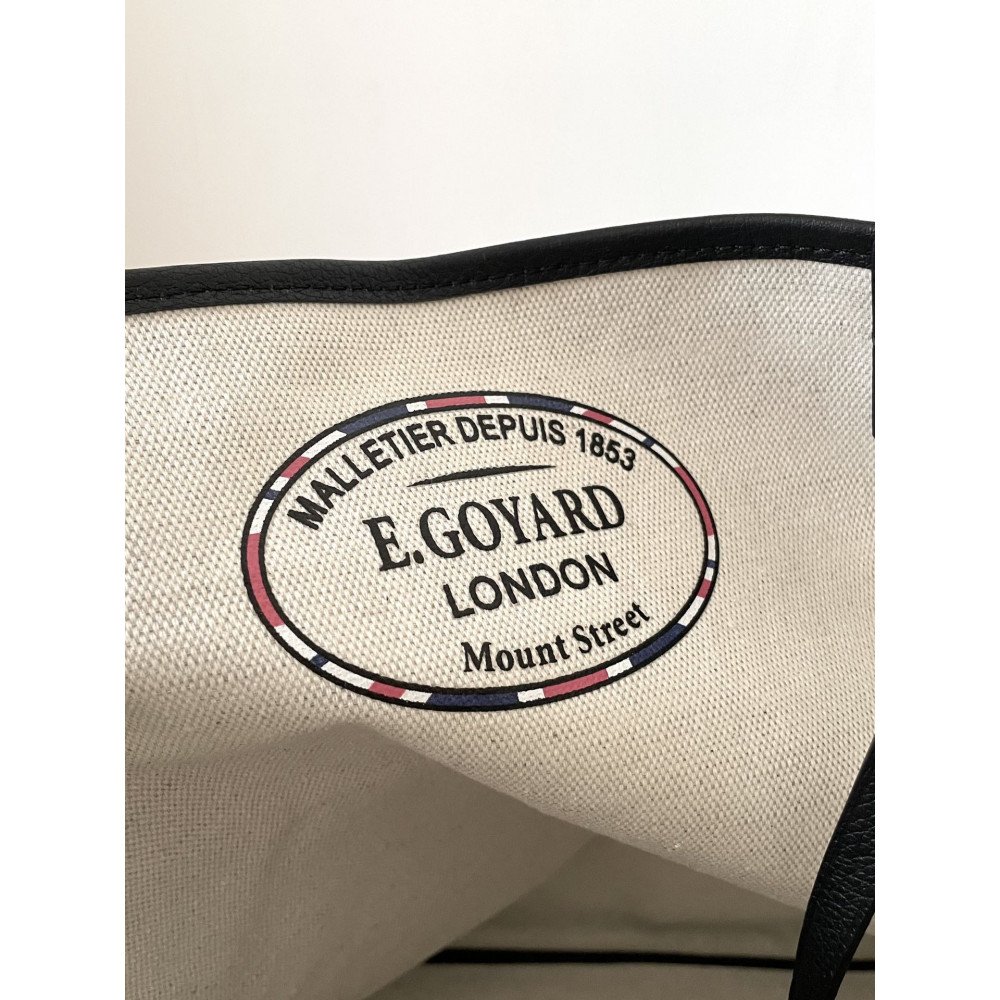 MALLETIER DEPUIS 1853
E.GOYARD
LONDON
Mount Street